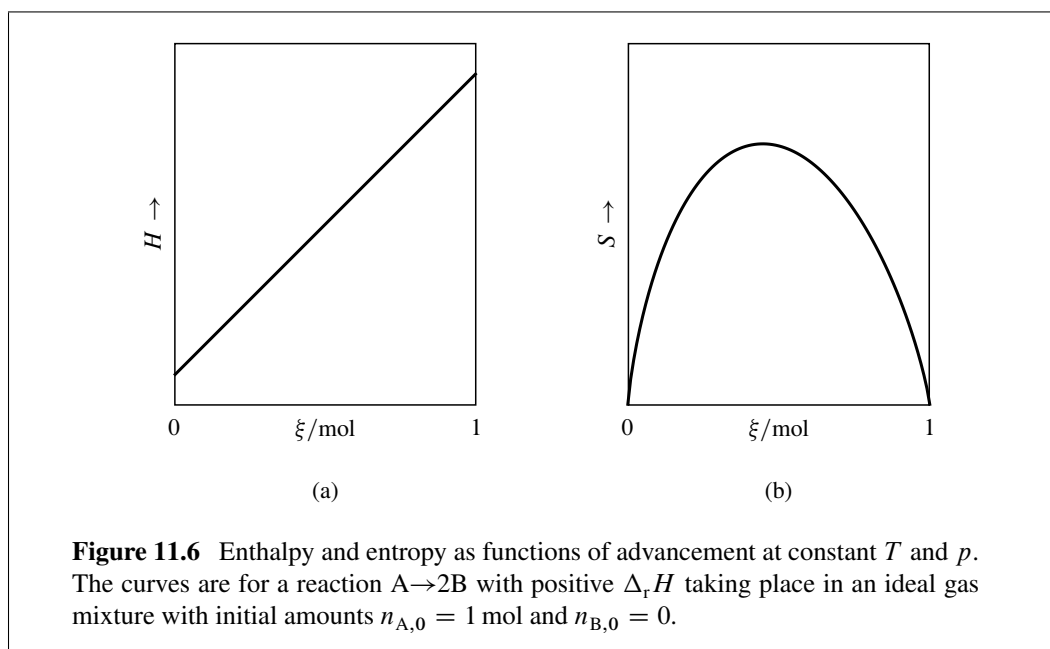 H →
0
ξ/mol
1
(a)
S →
0
ξ/mol
1
(b)
Figure 11.6 Enthalpy and entropy as functions of advancement at constant T and p.
The curves are for a reaction A→2B with positive ΔrH taking place in an ideal gas
mixture with initial amounts nA,0 = 1 mol and nB,0 = 0.